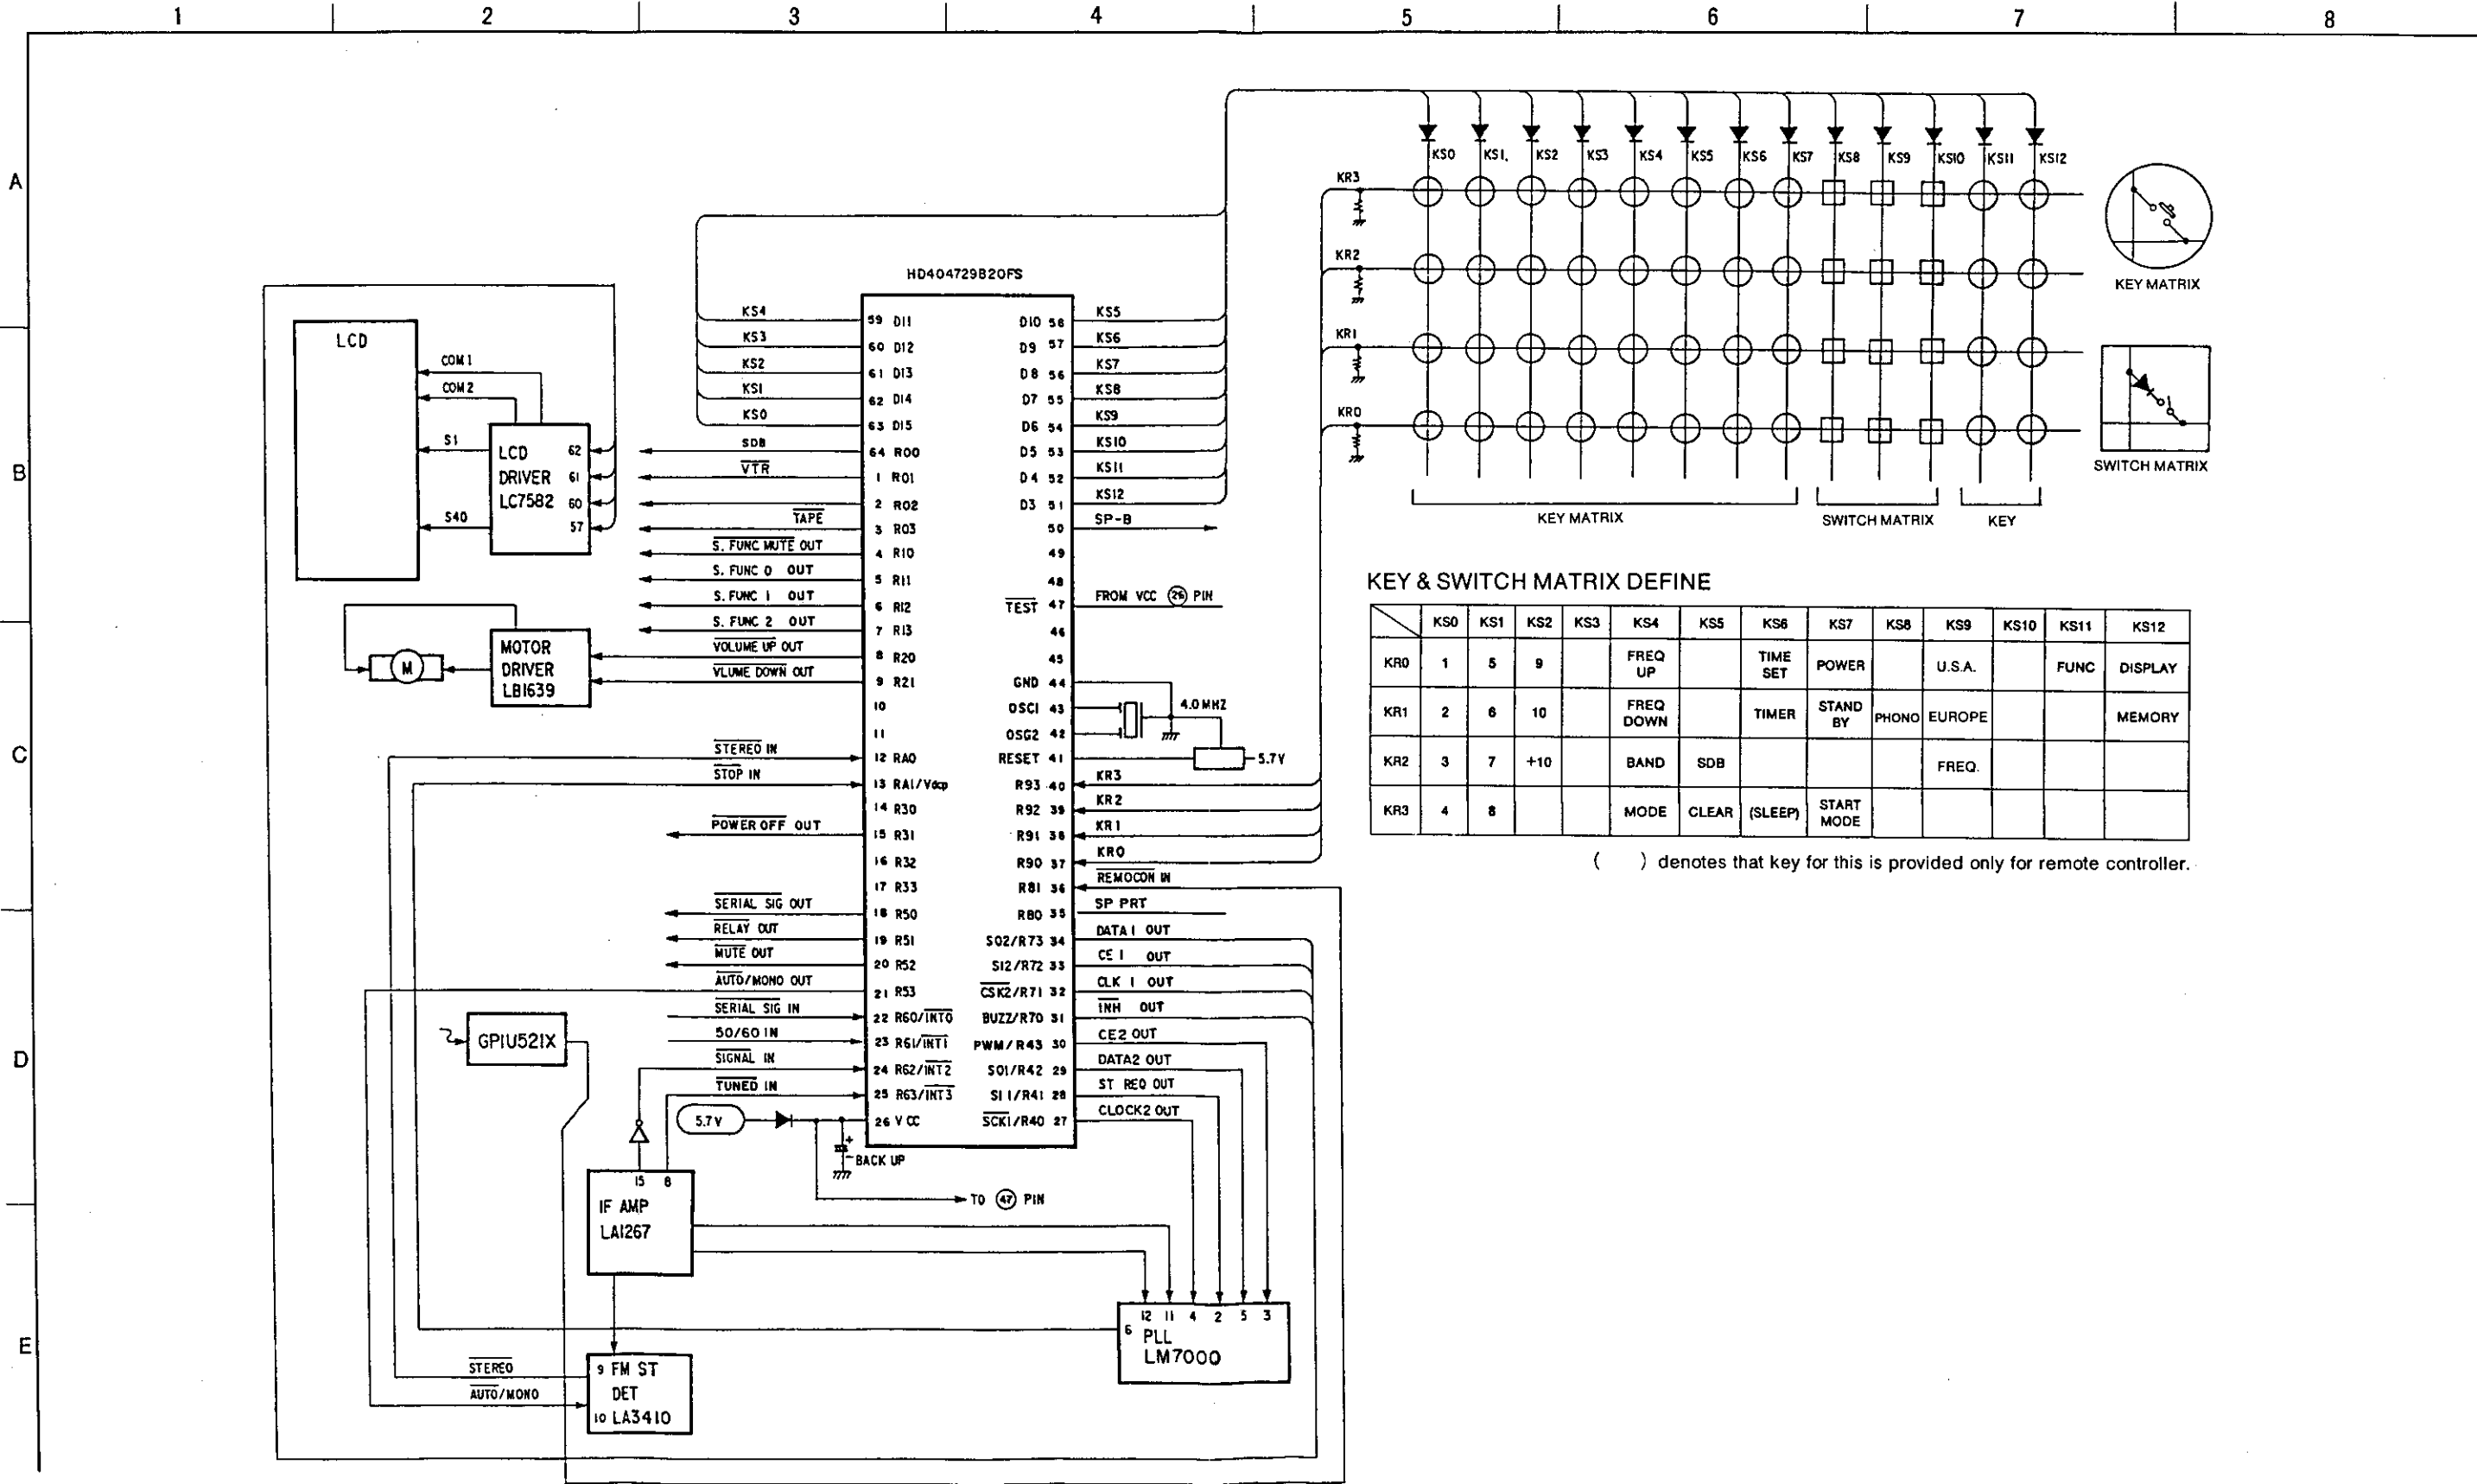 1 2 3 4 5 6 7 8
A
B
C
D
E
KS0 KS1. KS2 KS3 KS4 KS5 KS6 KS7 KS8 KS9 KS10 KS11 KS12
KR3
KR2
KR1
KR0
KEY MATRIX
SWITCH MATRIX
KEY MATRIX SWITCH MATRIX KEY
HD404729B20FS
KS4 59 D11
KS3 60 D12
KS2 61 D13
KS1 62 D14
KS0 63 D15
SDB 64 R00
VTR 1 R01
2 R02
TAPE 3 R03
S. FUNC MUTE OUT 4 R10
S. FUNC 0 OUT 5 R11
S. FUNC 1 OUT 6 R12
S. FUNC 2 OUT 7 R13
VOLUME UP OUT 8 R20
VLUME DOWN OUT 9 R21
10
11
STEREO IN 12 RA0
STOP IN 13 RA1/Vdcp
14 R30
POWER OFF OUT 15 R31
16 R32
17 R33
SERIAL SIG OUT 18 R50
RELAY OUT 19 R51
MUTE OUT 20 R52
AUTO/MONO OUT 21 R53
SERIAL SIG IN 22 R60/INT0
50/60 IN 23 R61/INT1
SIGNAL IN 24 R62/INT2
TUNED IN 25 R63/INT3
5.7V 26 VCC
+
- BACK UP
TO 47 PIN
D10 58 KS5
D9 57 KS6
D8 56 KS7
D7 55 KS8
D6 54 KS9
D5 53 KS10
D4 52 KS11
D3 51 KS12
50 SP-B
49
48
TEST 47 FROM VCC 26 PIN
46
45
GND 44
OSC1 43 4.0MHZ
OSG2 42
RESET 41 5.7V
R93 40 KR3
R92 39 KR2
R91 38 KR1
R90 37 KR0
R81 36 REMOCON IN
R80 35 SP PRT
SO2/R73 34 DATA1 OUT
SI2/R72 33 CE 1 OUT
CSK2/R71 32 CLK 1 OUT
BUZZ/R70 31 INH OUT
PWM/R43 30 CE2 OUT
SO1/R42 29 DATA2 OUT
SI1/R41 28 ST REQ OUT
SCK1/R40 27 CLOCK2 OUT
LCD
COM 1
COM 2
S1
S40
LCD 62
DRIVER 61
LC7582 60
57
M
MOTOR
DRIVER
LB1639
GP1U521X
15 8
IF AMP
LA1267
STEREO
AUTO/MONO
9 FM ST
DET
10 LA3410
12 11 4 2 5 3
6 PLL
LM7000
KEY & SWITCH MATRIX DEFINE
KS0 KS1 KS2 KS3 KS4 KS5 KS6 KS7 KS8 KS9 KS10 KS11 KS12
KR0 1 5 9 FREQ UP TIME SET POWER U.S.A. FUNC DISPLAY
KR1 2 6 10 FREQ DOWN TIMER STAND BY PHONO EUROPE MEMORY
KR2 3 7 +10 BAND SDB FREQ.
KR3 4 8 MODE CLEAR (SLEEP) START MODE
( ) denotes that key for this is provided only for remote controller.